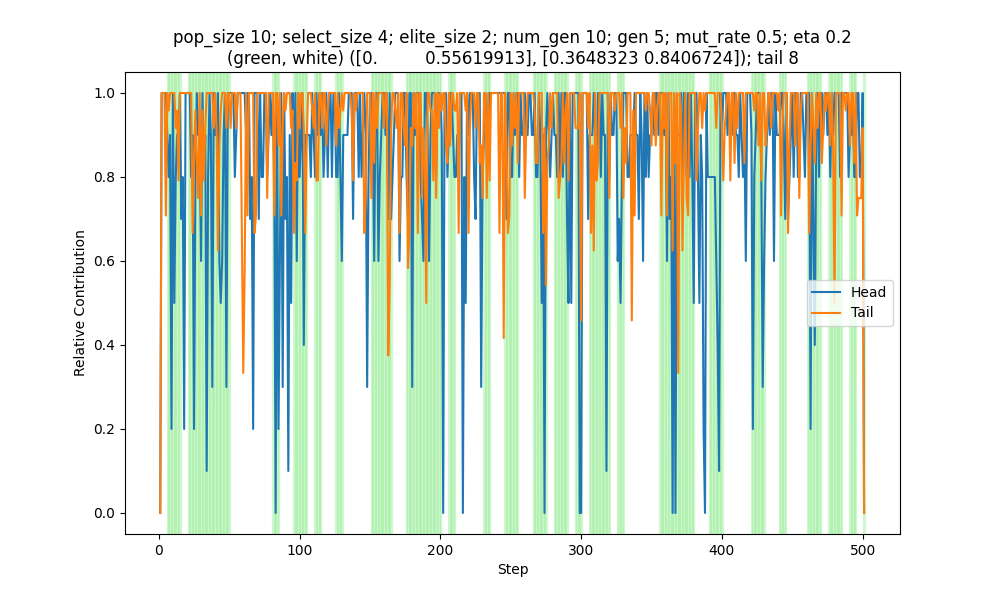 pop_size 10; select_size 4; elite_size 2; num_gen 10; gen 5; mut_rate 0.5; eta 0.2
(green, white) ([0.         0.55619913], [0.3648323 0.8406724]); tail 8
1.0
0.8
0.6
0.4
0.2
0.0
Relative Contribution
Head
Tail
0
100
200
300
400
500
Step